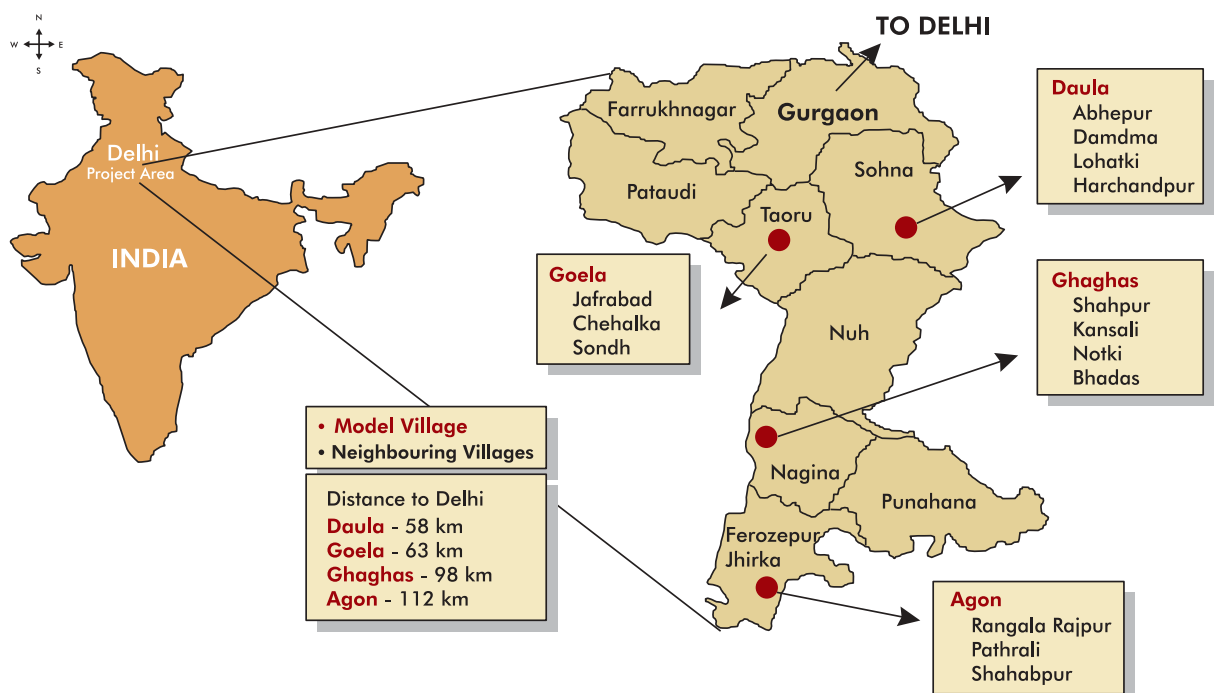 N
W E
S
TO DELHI
Delhi
Project Area
INDIA
Farrukhnagar
Gurgaon
Pataudi
Sohna
Taoru
Nuh
Nagina
Punahana
Ferozepur
Jhirka
Daula
Abhepur
Damdma
Lohatki
Harchandpur
Goela
Jafrabad
Chehalka
Sondh
Ghaghas
Shahpur
Kansali
Notki
Bhadas
• Model Village
• Neighbouring Villages
Distance to Delhi
Daula - 58 km
Goela - 63 km
Ghaghas - 98 km
Agon - 112 km
Agon
Rangala Rajpur
Pathrali
Shahabpur